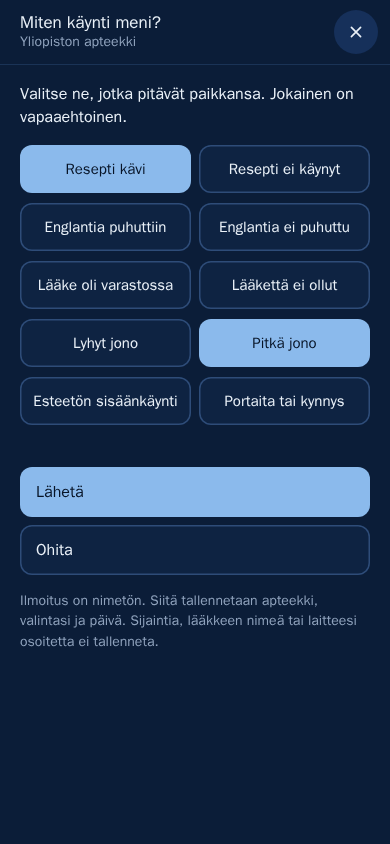 Miten käynti meni?
Yliopiston apteekki
Valitse ne, jotka pitävät paikkansa. Jokainen on
vapaaehtoinen.
Resepti kävi
Resepti ei käynyt
Englantia puhuttiin
Englantia ei puhuttu
Lääke oli varastossa
Lääkettä ei ollut
Lyhyt jono
Pitkä jono
Esteetön sisäänkäynti
Portaita tai kynnys
Lähetä
Ohita
Ilmoitus on nimetön. Siitä tallennetaan apteekki,
valintasi ja päivä. Sijaintia, lääkkeen nimeä tai laitteesi
osoitetta ei tallenneta.